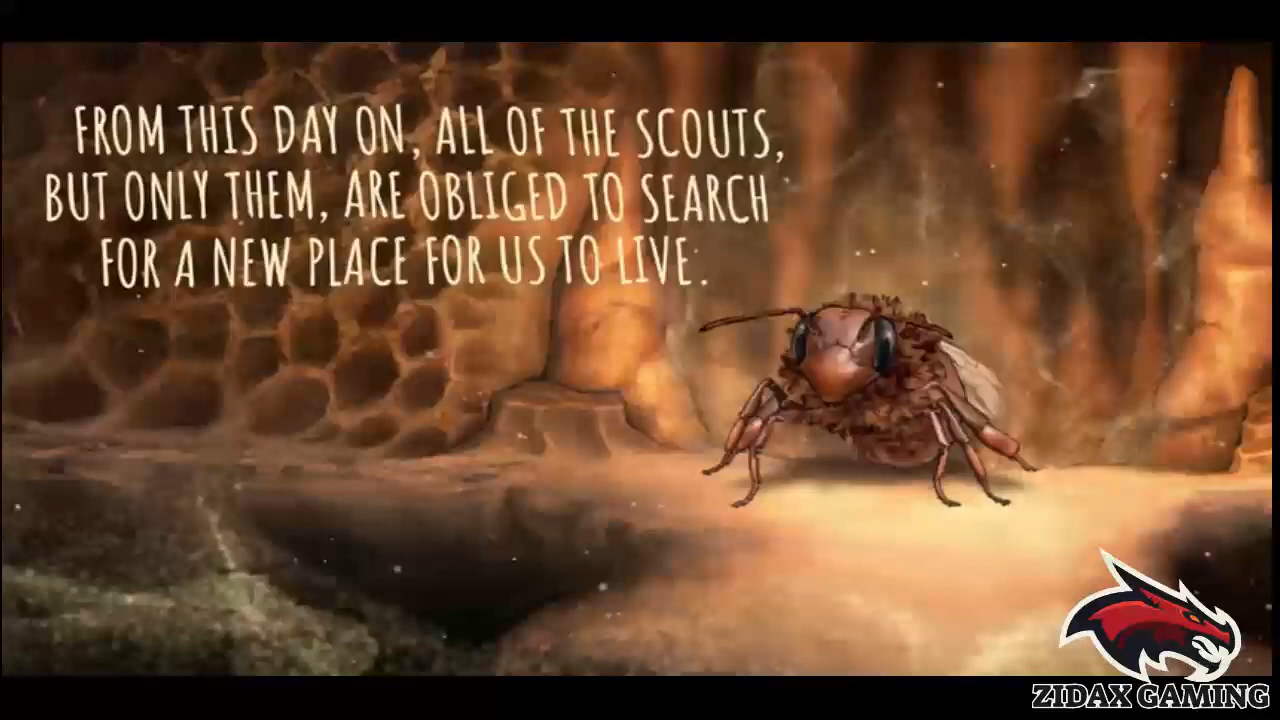 FROM THIS DAY ON, ALL OF THE SCOUTS,
BUT ONLY THEM, ARE OBLIGED TO SEARCH
FOR A NEW PLACE FOR US TO LIVE.
ZIDAX GAMING